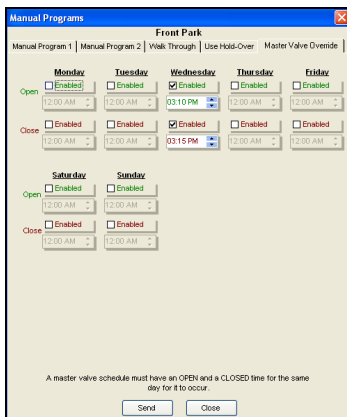 Manual Programs
Front Park
Manual Program 1 Manual Program 2 Walk Through Use Hold-Over Master Valve Override
Monday Tuesday Wednesday Thursday Friday
Open Enabled Enabled Enabled Enabled Enabled
12:00 AM 12:00 AM 03:10 PM 12:00 AM 12:00 AM
Close Enabled Enabled Enabled Enabled Enabled
12:00 AM 12:00 AM 03:15 PM 12:00 AM 12:00 AM
Saturday Sunday
Open Enabled Enabled
12:00 AM 12:00 AM
Close Enabled Enabled
12:00 AM 12:00 AM
A master valve schedule must have an OPEN and a CLOSED time for the same
day for it to occur.
Send Close